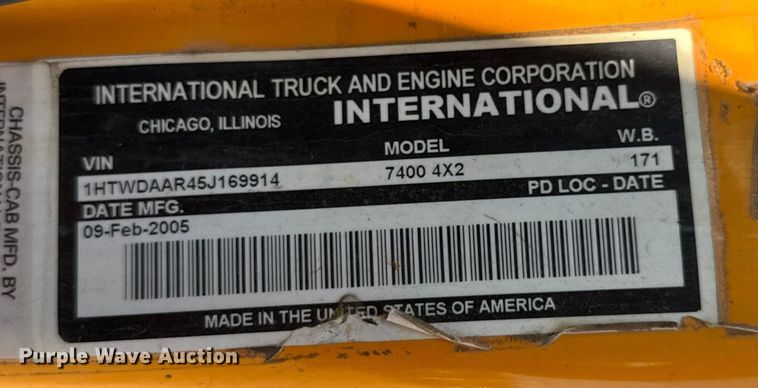 INTERNATIONAL TRUCK AND ENGINE CORPORATION
CHICAGO, ILLINOIS INTERNATIONAL®
VIN MODEL W.B.
1HTWDAAR45J169914 7400 4X2 171
DATE MFG. PD LOC - DATE
09-Feb-2005
MADE IN THE UNITED STATES OF AMERICA
CHASSIS-CAB MFD. BY
Purple Wave Auction